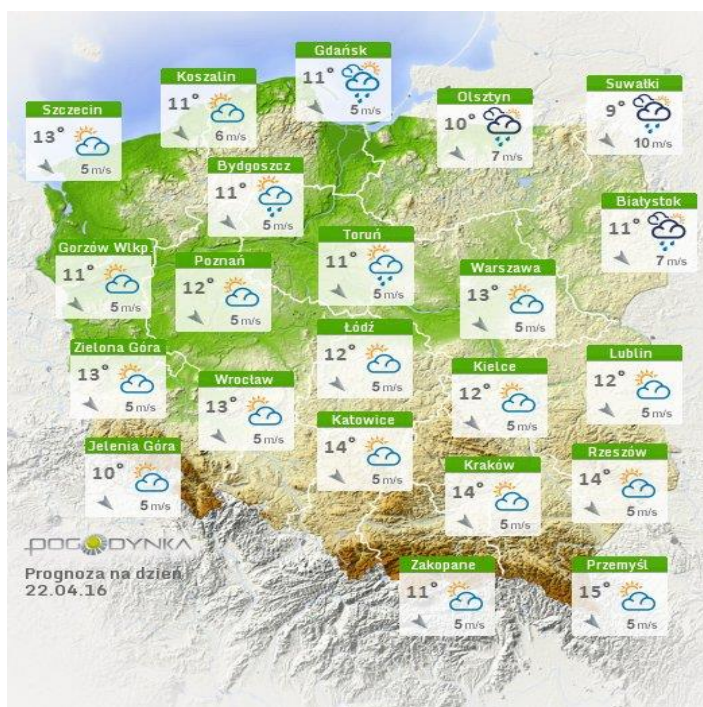 Gdańsk
11°
5 m/s
Koszalin
11°
6 m/s
Suwałki
9°
10 m/s
Olsztyn
10°
7 m/s
Szczecin
13°
5 m/s
Bydgoszcz
11°
5 m/s
Białystok
11°
7 m/s
Toruń
11°
5 m/s
Gorzów Wlkp
11°
5 m/s
Poznań
12°
5 m/s
Warszawa
13°
5 m/s
Łódź
12°
5 m/s
Zielona Góra
13°
5 m/s
Lublin
12°
5 m/s
Kielce
12°
5 m/s
Wrocław
13°
5 m/s
Katowice
14°
5 m/s
Jelenia Góra
10°
5 m/s
Rzeszów
14°
5 m/s
Kraków
14°
5 m/s
POGODYNKA
Prognoza na dzień
22.04.16
Zakopane
11°
5 m/s
Przemyśl
15°
5 m/s